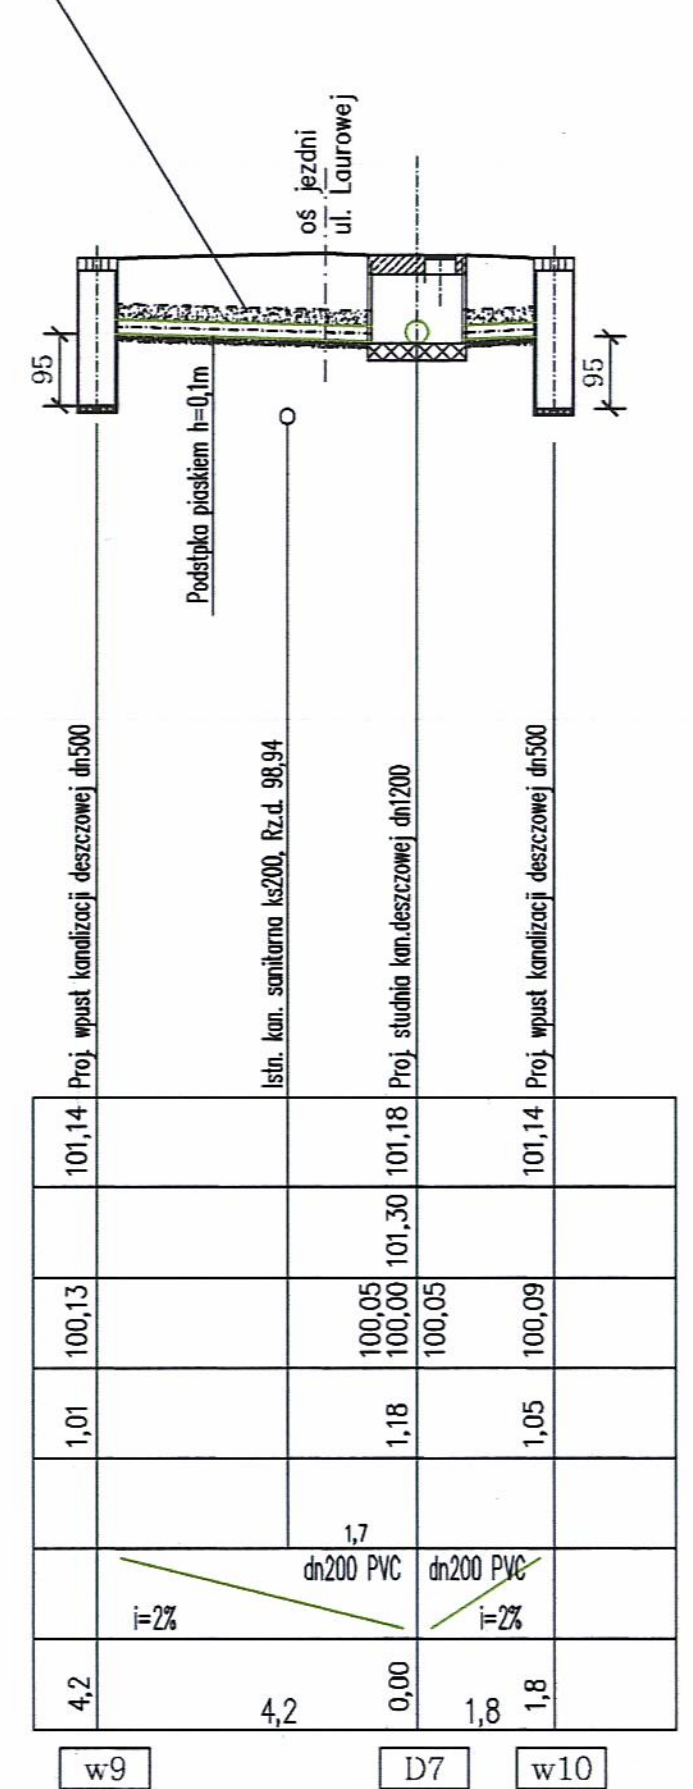 oś jezdni
ul. Laurowej
95
95
Podstpka piaskiem h=0,1m
Proj. wpust kanalizacji deszczowej dn500
Istn. kan. sanitarna ks200, Rz.d. 98,94
Proj. studnia kan.deszczowej dn1200
Proj. wpust kanalizacji deszczowej dn500
101,14
101,18
101,14
101,30
100,13
100,05
100,00
100,05
100,09
1,01
1,18
1,05
1,7
dn200 PVC
dn200 PVC
i=2%
i=2%
4,2
4,2
0,00
1,8
1,8
w9
D7
w10